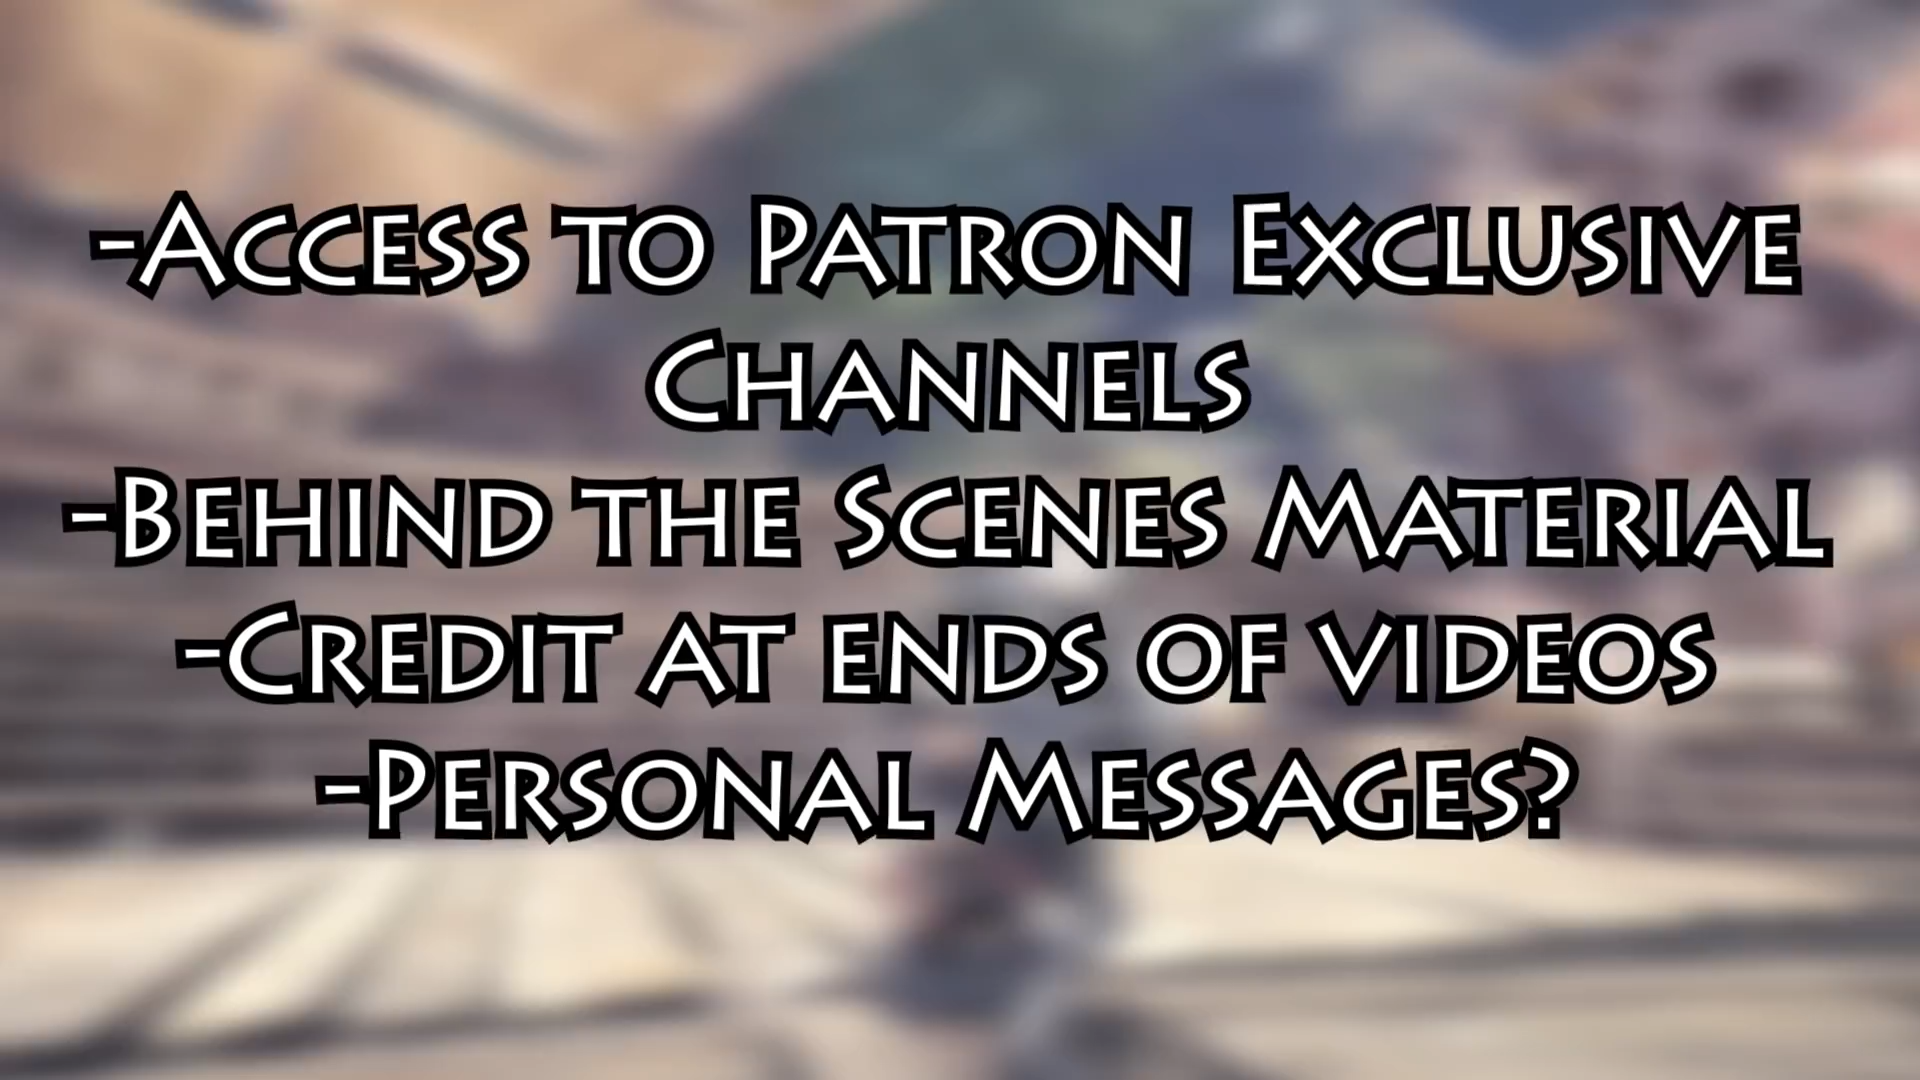 -Access to Patron Exclusive
Channels
-Behind the Scenes Material
-Credit at ends of videos
-Personal Messages?